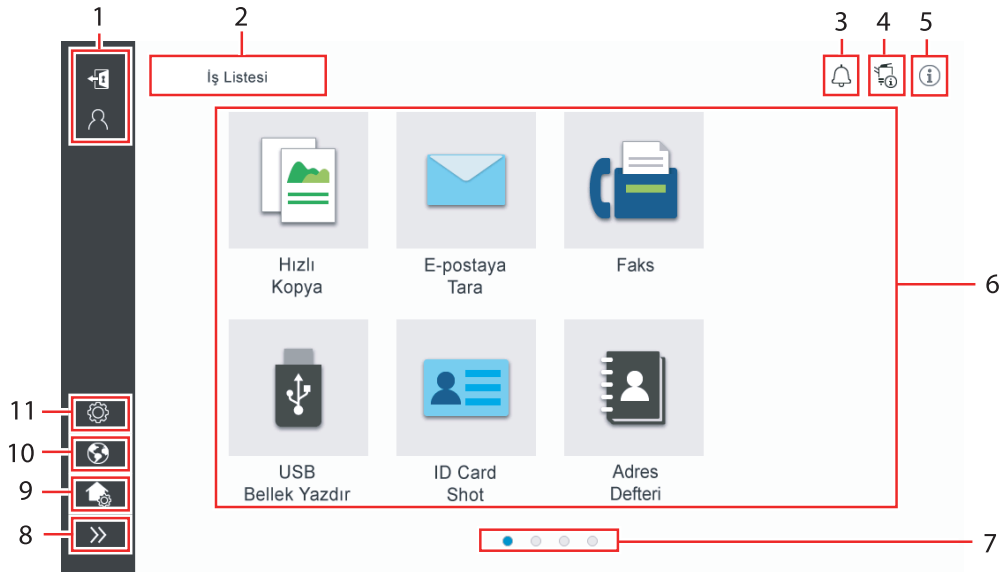 1
2
3
4
5
İş Listesi
Hızlı
Kopya
E-postaya
Tara
Faks
6
USB
Bellek Yazdır
ID Card
Shot
Adres
Defteri
11
10
9
8
7